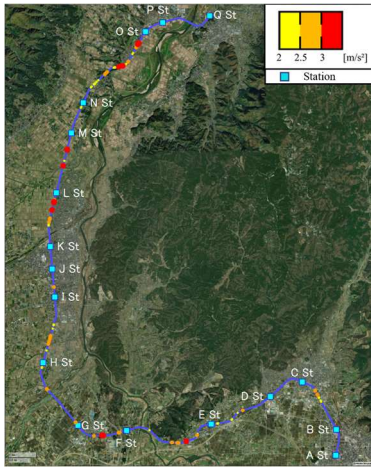 P St
Q St
O St
2 2.5 3 [m/s²]
Station
N St
M St
L St
K St
J St
I St
H St
C St
D St
E St
G St
F St
B St
A St